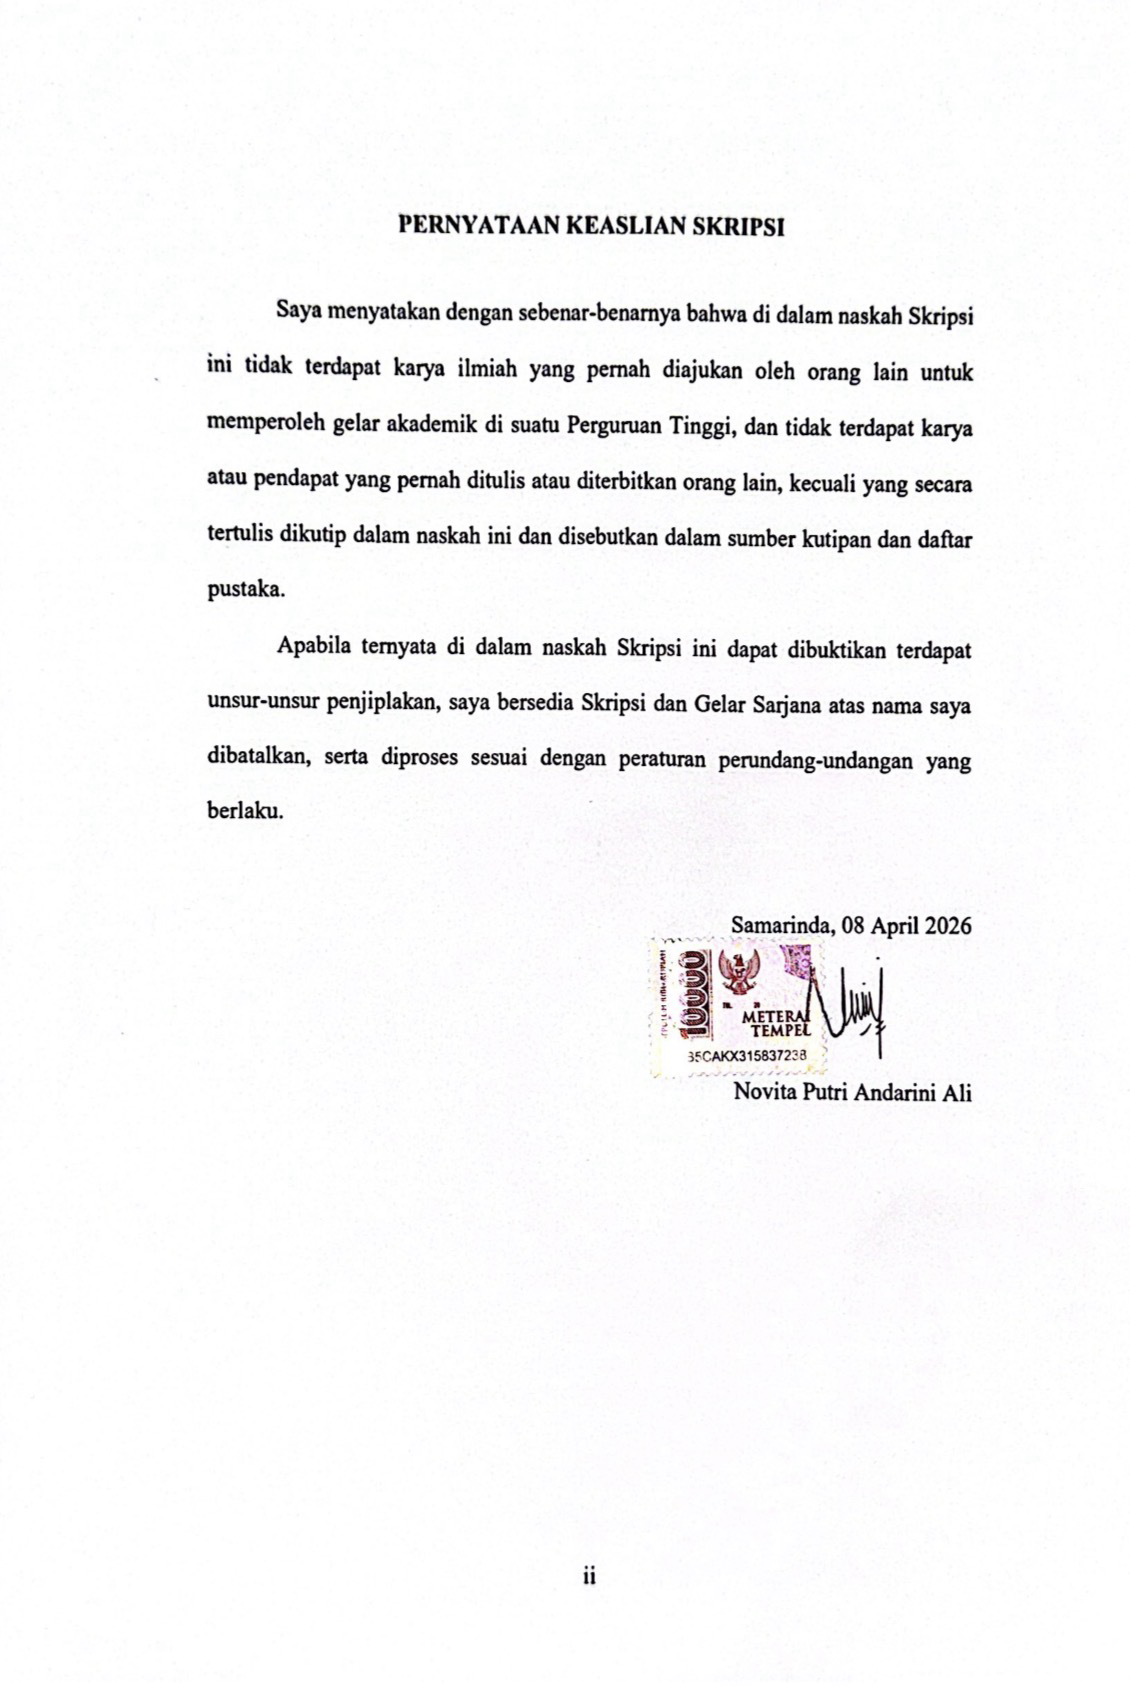 PERNYATAAN KEASLIAN SKRIPSI
Saya menyatakan dengan sebenar-benarnya bahwa di dalam naskah Skripsi
ini tidak terdapat karya ilmiah yang pernah diajukan oleh orang lain untuk
memperoleh gelar akademik di suatu Perguruan Tinggi, dan tidak terdapat karya
atau pendapat yang pernah ditulis atau diterbitkan orang lain, kecuali yang secara
tertulis dikutip dalam naskah ini dan disebutkan dalam sumber kutipan dan daftar
pustaka.
Apabila ternyata di dalam naskah Skripsi ini dapat dibuktikan terdapat
unsur-unsur penjiplakan, saya bersedia Skripsi dan Gelar Sarjana atas nama saya
dibatalkan, serta diproses sesuai dengan peraturan perundang-undangan yang
berlaku.
Samarinda, 08 April 2026
10000
METERAI
TEMPEL
35CAKX315837238
Novita Putri Andarini Ali
ii